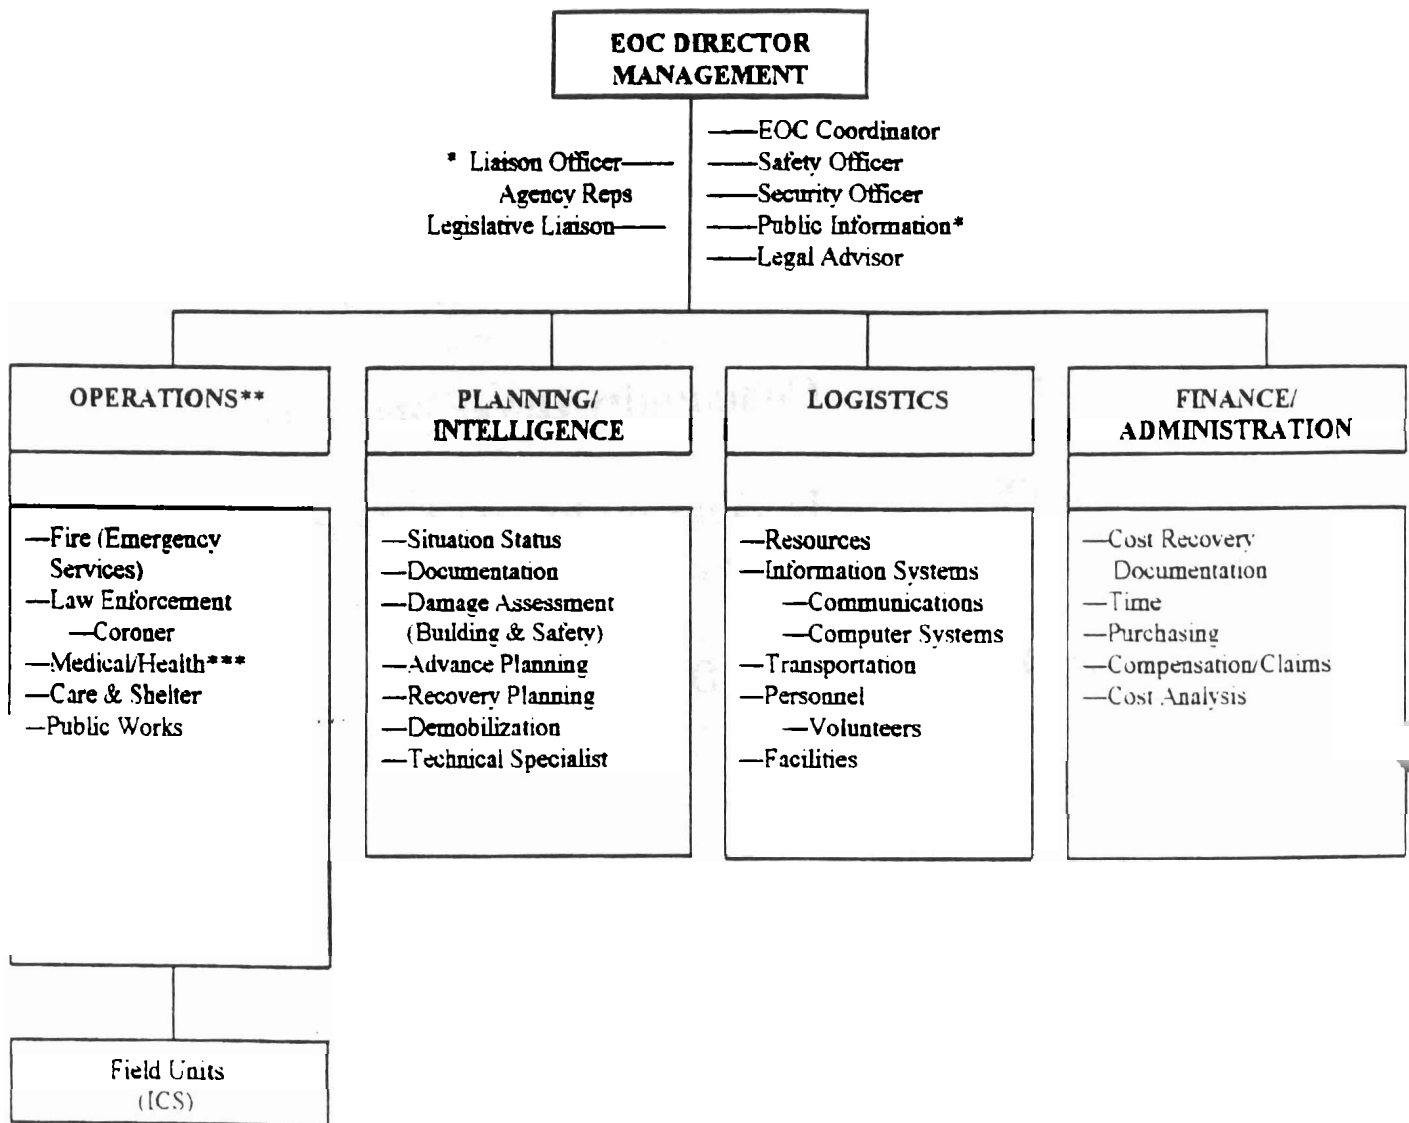 EOC DIRECTOR
MANAGEMENT
* Liaison Officer——
Agency Reps
Legislative Liaison——
——EOC Coordinator
——Safety Officer
——Security Officer
——Public Information*
——Legal Advisor
OPERATIONS**
—Fire (Emergency
Services)
—Law Enforcement
—Coroner
—Medical/Health***
—Care & Shelter
—Public Works
Field Units
(ICS)
PLANNING/
INTELLIGENCE
—Situation Status
—Documentation
—Damage Assessment
(Building & Safety)
—Advance Planning
—Recovery Planning
—Demobilization
—Technical Specialist
LOGISTICS
—Resources
—Information Systems
—Communications
—Computer Systems
—Transportation
—Personnel
—Volunteers
—Facilities
FINANCE/
ADMINISTRATION
—Cost Recovery
Documentation
—Time
—Purchasing
—Compensation/Claims
—Cost Analysis